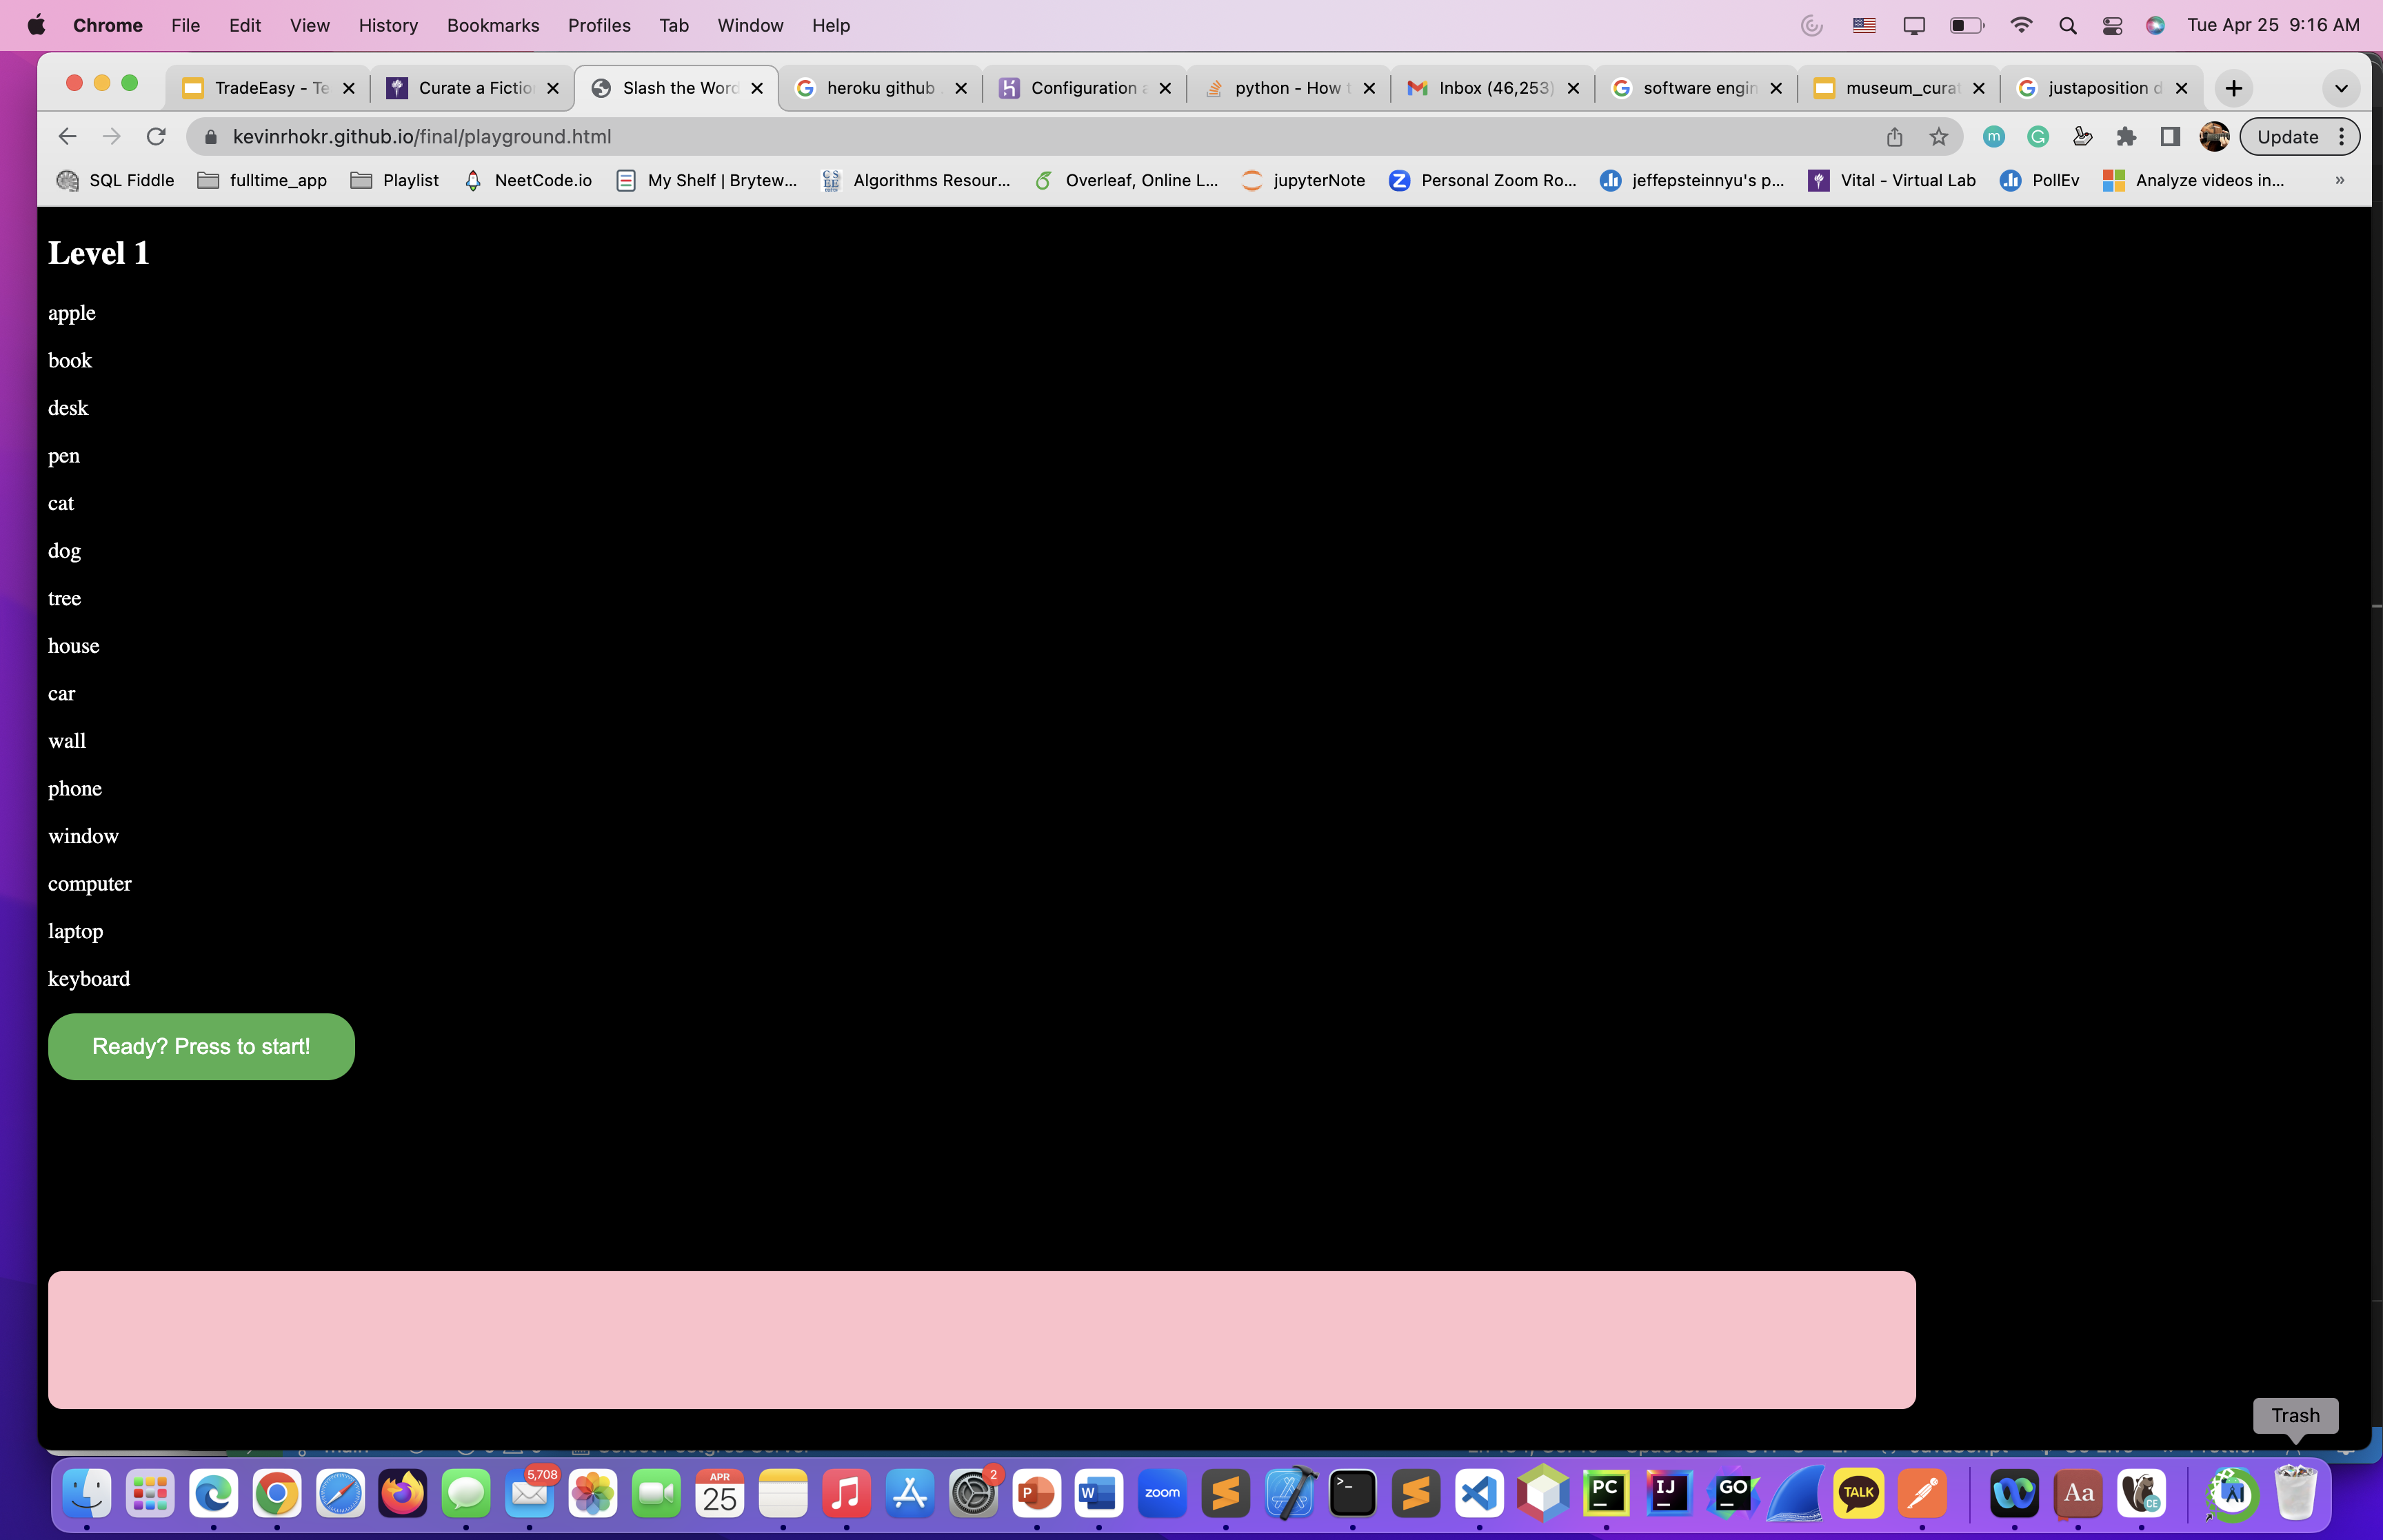 Chrome File Edit View History Bookmarks Profiles Tab Window Help Tue Apr 25 9:16 AM
TradeEasy - Te Curate a Fictio Slash the Word heroku github Configuration a python - How t Inbox (46,253) software engin museum_curat justaposition d
kevinrhokr.github.io/final/playground.html Update
SQL Fiddle fulltime_app Playlist NeetCode.io My Shelf | Brytew... Algorithms Resour... Overleaf, Online L... jupyterNote Personal Zoom Ro... jeffepsteinnyu's p... Vital - Virtual Lab PollEv Analyze videos in... »
Level 1
apple
book
desk
pen
cat
dog
tree
house
car
wall
phone
window
computer
laptop
keyboard
Ready? Press to start!
Trash
5,708 APR 25 2 P W zoom PC IJ GO TALK Aa CE AI